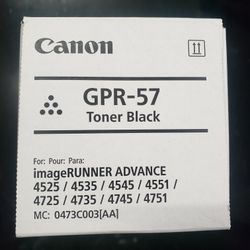 Canon
GPR-57
Toner Black
For: Pour: Para:
imageRUNNER ADVANCE
4525 / 4535 / 4545 / 4551 /
4725 / 4735 / 4745 / 4751
MC: 0473C003[AA]